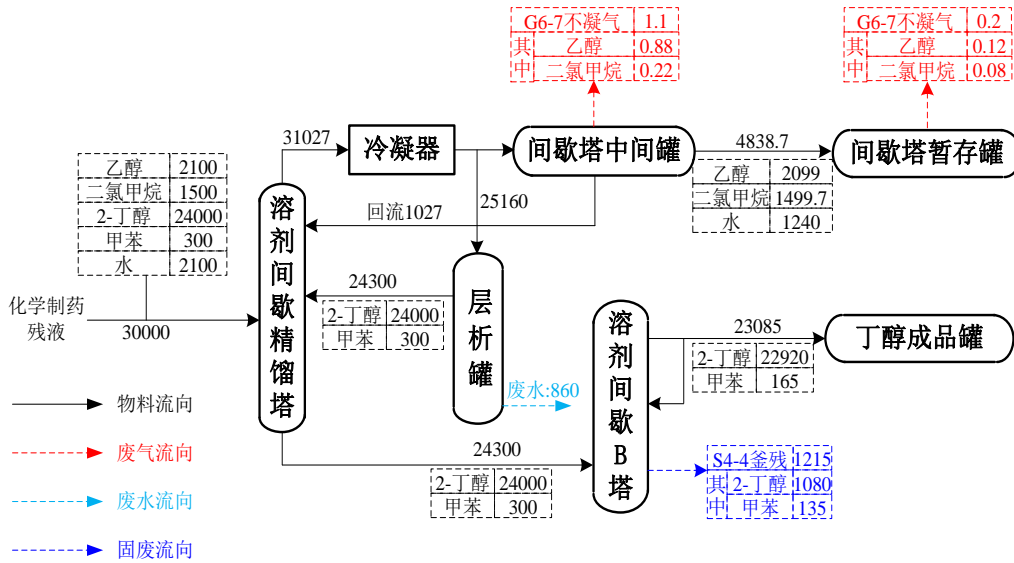 G6-7不凝气 1.1
其中 乙醇 0.88
二氯甲烷 0.22
G6-7不凝气 0.2
其中 乙醇 0.12
二氯甲烷 0.08
31027
冷凝器
间歇塔中间罐
4838.7
间歇塔暂存罐
乙醇 2099
二氯甲烷 1499.7
水 1240
乙醇 2100
二氯甲烷 1500
2-丁醇 24000
甲苯 300
水 2100
25160
回流1027
溶剂间歇精馏塔
化学制药
残液
30000
24300
2-丁醇 24000
甲苯 300
层析罐
废水:860
溶剂间歇B塔
23085
丁醇成品罐
2-丁醇 22920
甲苯 165
24300
2-丁醇 24000
甲苯 300
S4-4釜残 1215
其中 2-丁醇 1080
甲苯 135
物料流向
废气流向
废水流向
固废流向